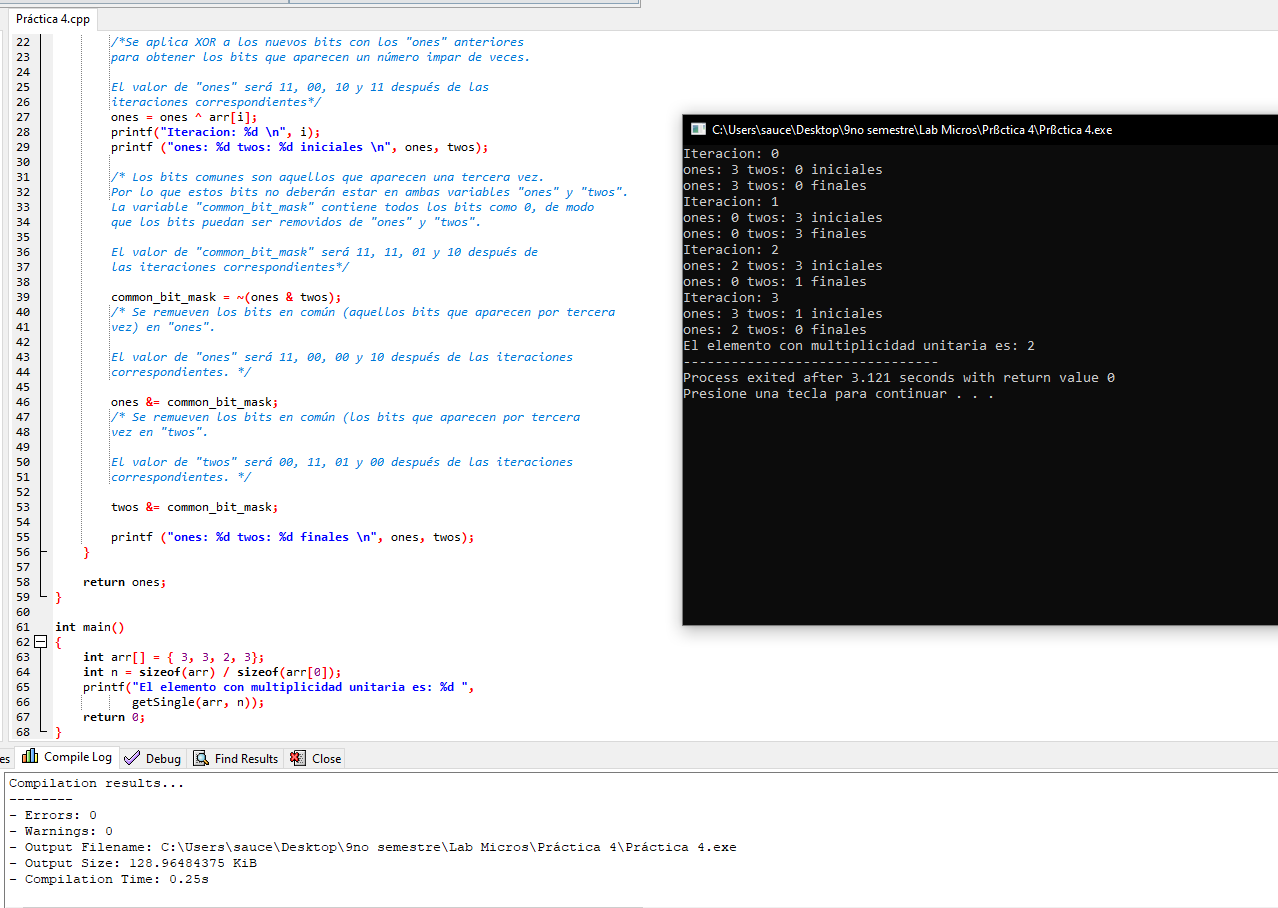 Práctica 4.cpp
22 /*Se aplica XOR a los nuevos bits con los "ones" anteriores
23 para obtener los bits que aparecen un número impar de veces.
24
25 El valor de "ones" será 11, 00, 10 y 11 después de las
26 iteraciones correspondientes*/
27 ones = ones ^ arr[i];
28 printf("Iteracion: %d \n", i);
29 printf ("ones: %d twos: %d iniciales \n", ones, twos);
30
31 /* Los bits comunes son aquellos que aparecen una tercera vez.
32 Por lo que estos bits no deberán estar en ambas variables "ones" y "twos".
33 La variable "common_bit_mask" contiene todos los bits como 0, de modo
34 que los bits puedan ser removidos de "ones" y "twos".
35
36 El valor de "common_bit_mask" será 11, 11, 01 y 10 después de
37 las iteraciones correspondientes*/
38
39 common_bit_mask = ~(ones & twos);
40 /* Se remueven los bits en común (aquellos bits que aparecen por tercera
41 vez) en "ones".
42
43 El valor de "ones" será 11, 00, 00 y 10 después de las iteraciones
44 correspondientes. */
45
46 ones &= common_bit_mask;
47 /* Se remueven los bits en común (los bits que aparecen por tercera
48 vez en "twos".
49
50 El valor de "twos" será 00, 11, 01 y 00 después de las iteraciones
51 correspondientes. */
52
53 twos &= common_bit_mask;
54
55 printf ("ones: %d twos: %d finales \n", ones, twos);
56 }
57
58 return ones;
59 }
60
61 int main()
62 {
63 int arr[] = { 3, 3, 2, 3};
64 int n = sizeof(arr) / sizeof(arr[0]);
65 printf("El elemento con multiplicidad unitaria es: %d ",
66 getSingle(arr, n));
67 return 0;
68 }
C:\Users\sauce\Desktop\9no semestre\Lab Micros\Prßctica 4\Prßctica 4.exe
Iteracion: 0
ones: 3 twos: 0 iniciales
ones: 3 twos: 0 finales
Iteracion: 1
ones: 0 twos: 3 iniciales
ones: 0 twos: 3 finales
Iteracion: 2
ones: 2 twos: 3 iniciales
ones: 0 twos: 1 finales
Iteracion: 3
ones: 3 twos: 1 iniciales
ones: 2 twos: 0 finales
El elemento con multiplicidad unitaria es: 2
--------------------------------
Process exited after 3.121 seconds with return value 0
Presione una tecla para continuar . . .
es Compile Log Debug Find Results Close
Compilation results...
--------
- Errors: 0
- Warnings: 0
- Output Filename: C:\Users\sauce\Desktop\9no semestre\Lab Micros\Práctica 4\Práctica 4.exe
- Output Size: 128.96484375 KiB
- Compilation Time: 0.25s